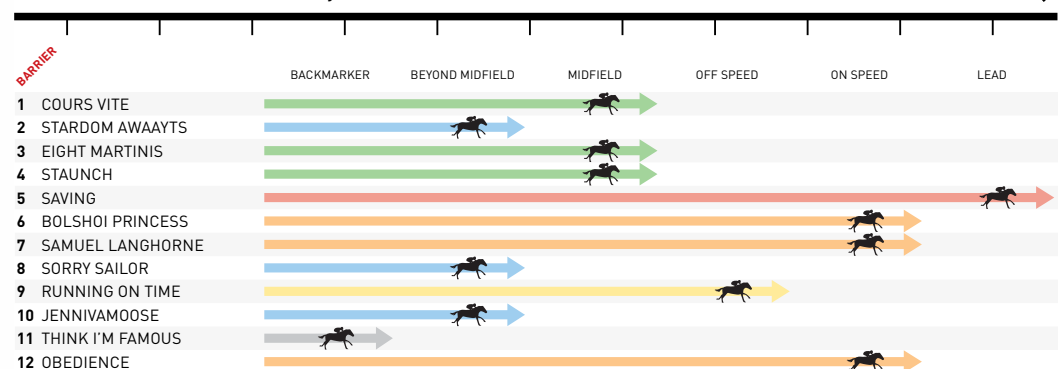 BARRIER
BACKMARKER BEYOND MIDFIELD MIDFIELD OFF SPEED ON SPEED LEAD
1 COURS VITE
2 STARDOM AWAAYTS
3 EIGHT MARTINIS
4 STAUNCH
5 SAVING
6 BOLSHOI PRINCESS
7 SAMUEL LANGHORNE
8 SORRY SAILOR
9 RUNNING ON TIME
10 JENNIVAMOOSE
11 THINK I'M FAMOUS
12 OBEDIENCE